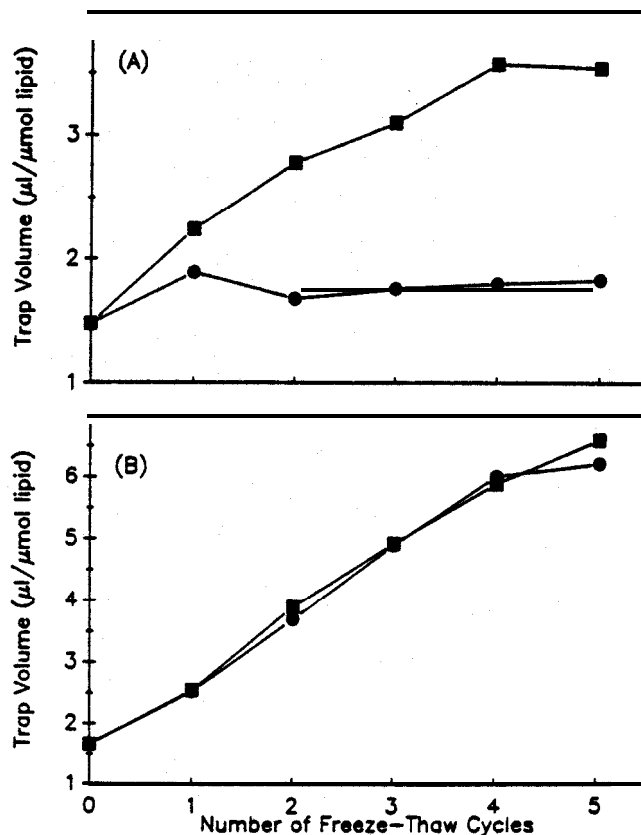 (A)
Trap Volume (μl/μmol lipid)
3
2
1
(B)
Trap Volume (μl/μmol lipid)
6
5
4
3
2
1
0 1 2 3 4 5
Number of Freeze-Thaw Cycles